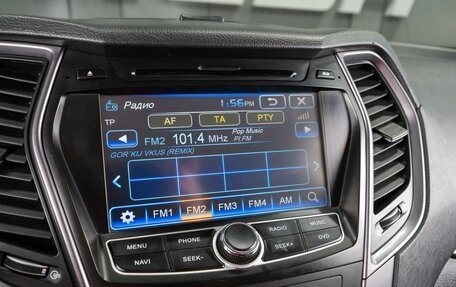 Радио 1:56PM
TP AF TA PTY
FM2 101.4 MHz Pop Music
PI.FM
GOR'KIJ VKUS (REMIX)
FM1 FM2 FM3 FM4 AM
MENU PHONE RADIO MUSIC
NAVI SEEK- SEEK+ DVD